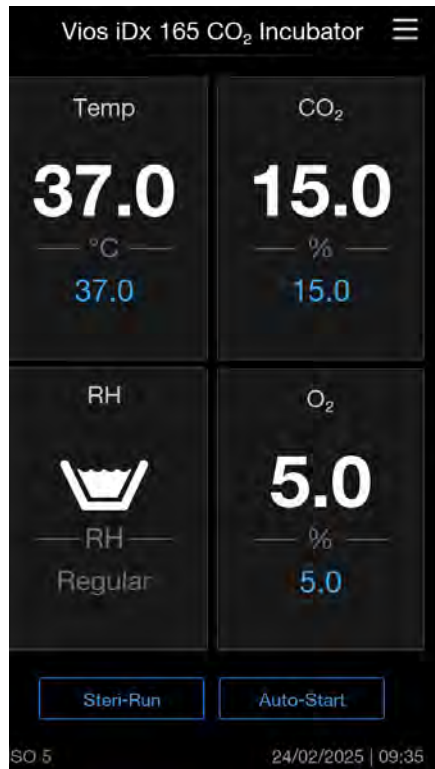 Vios iDx 165 CO₂ Incubator
Temp
37.0
°C
37.0
CO₂
15.0
%
15.0
RH
RH
Regular
O₂
5.0
%
5.0
Steri-Run
Auto-Start
SO 5
24/02/2025 | 09:35